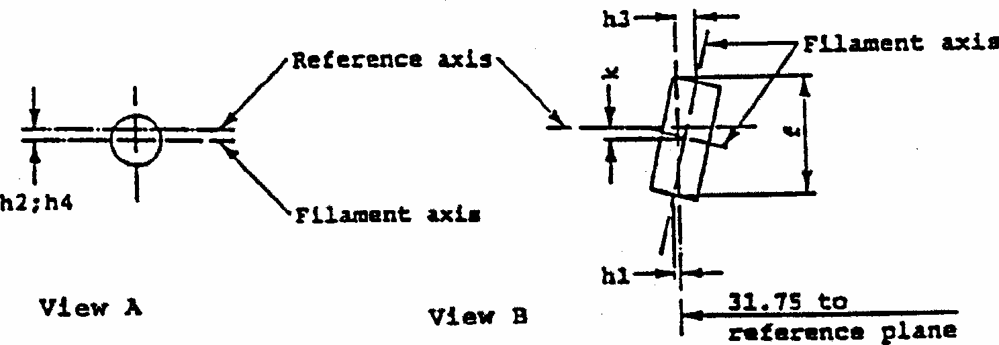 h3
Filament axis
Reference axis
k
f
h2;h4
Filament axis
h1
View A
View B
31.75 to
reference plane